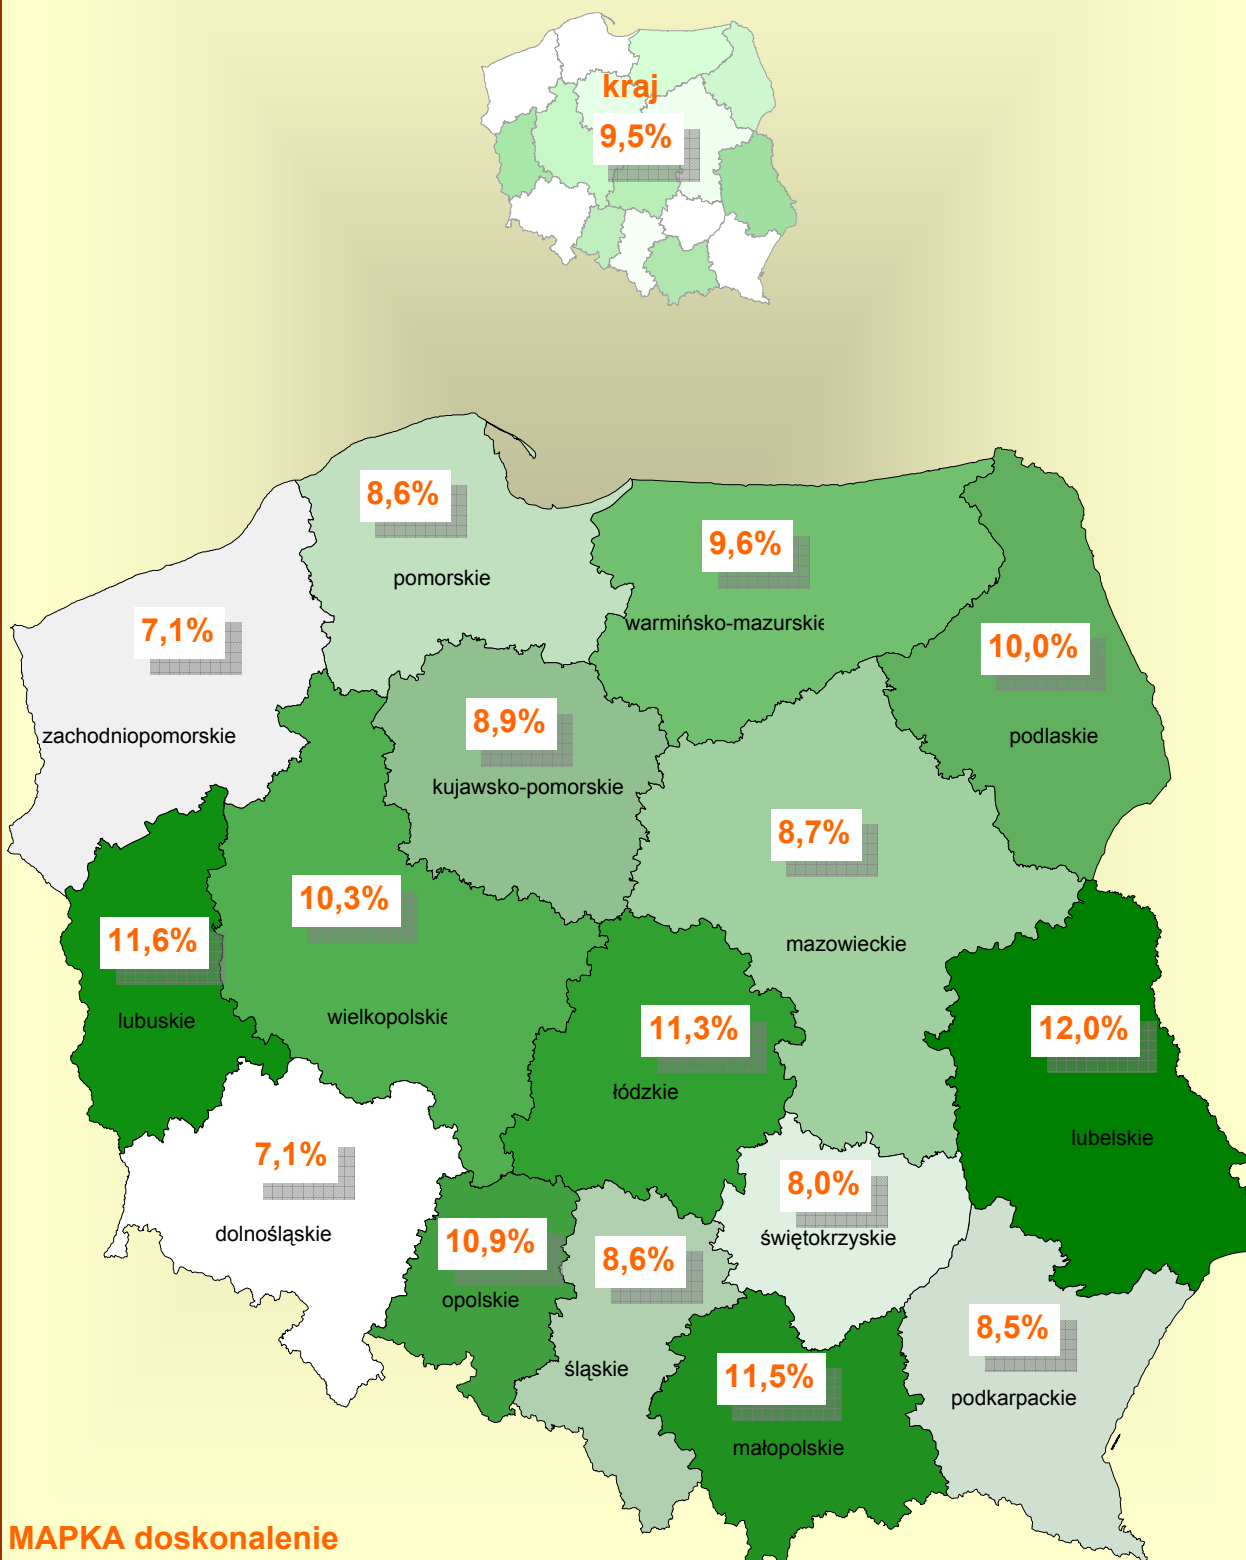 kraj
9,5%
8,6%
pomorskie
9,6%
warmińsko-mazurskie
7,1%
zachodniopomorskie
10,0%
podlaskie
8,9%
kujawsko-pomorskie
8,7%
mazowieckie
10,3%
wielkopolskie
11,6%
lubuskie
11,3%
łódzkie
12,0%
lubelskie
7,1%
dolnośląskie
8,0%
świętokrzyskie
10,9%
opolskie
8,6%
śląskie
8,5%
podkarpackie
11,5%
małopolskie
MAPKA doskonalenie